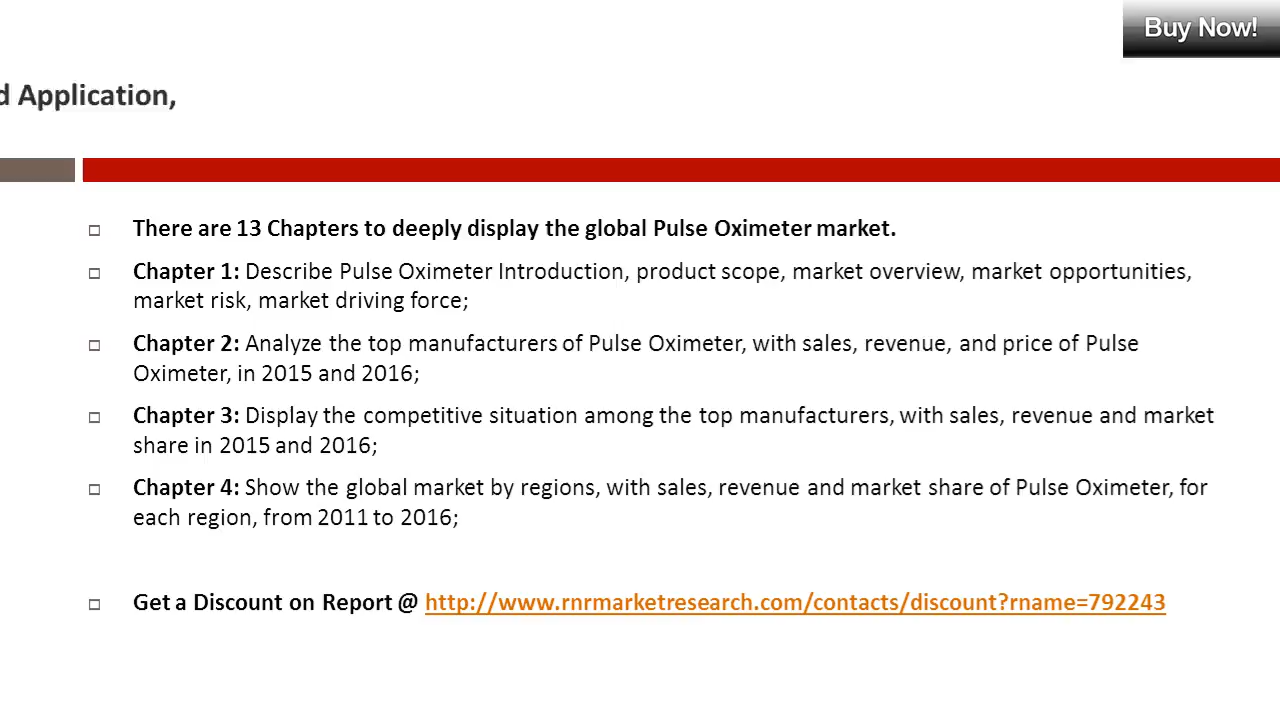 Buy Now!
d Application,
There are 13 Chapters to deeply display the global Pulse Oximeter market.
Chapter 1: Describe Pulse Oximeter Introduction, product scope, market overview, market opportunities,
market risk, market driving force;
Chapter 2: Analyze the top manufacturers of Pulse Oximeter, with sales, revenue, and price of Pulse
Oximeter, in 2015 and 2016;
Chapter 3: Display the competitive situation among the top manufacturers, with sales, revenue and market
share in 2015 and 2016;
Chapter 4: Show the global market by regions, with sales, revenue and market share of Pulse Oximeter, for
each region, from 2011 to 2016;
Get a Discount on Report @ http://www.rnrmarketresearch.com/contacts/discount?rname=792243